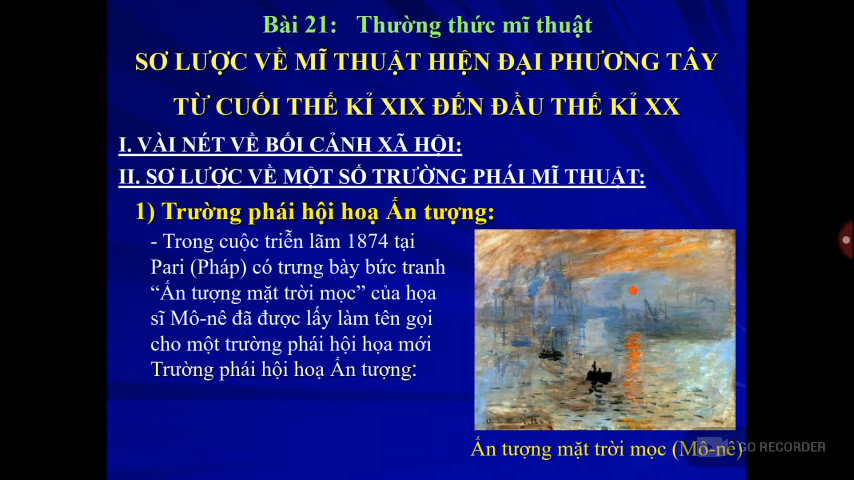 Bài 21: Thường thức mĩ thuật
SƠ LƯỢC VỀ MĨ THUẬT HIỆN ĐẠI PHƯƠNG TÂY
TỪ CUỐI THẾ KỈ XIX ĐẾN ĐẦU THẾ KỈ XX
I. VÀI NÉT VỀ BỐI CẢNH XÃ HỘI:
II. SƠ LƯỢC VỀ MỘT SỐ TRƯỜNG PHÁI MĨ THUẬT:
1) Trường phái hội hoạ Ấn tượng:
- Trong cuộc triễn lãm 1874 tại
Pari (Pháp) có trưng bày bức tranh
“Ấn tượng mặt trời mọc” của họa
sĩ Mô-nê đã được lấy làm tên gọi
cho một trường phái hội họa mới
Trường phái hội hoạ Ấn tượng:
Ấn tượng mặt trời mọc (Mô-nê)
GO RECORDER